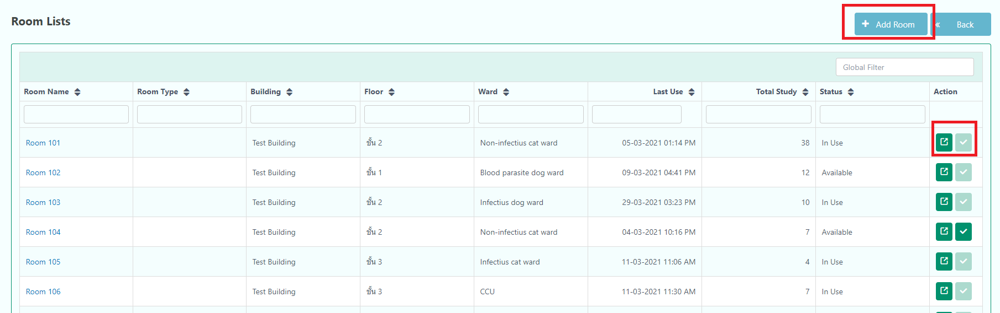 Room Lists
Add Room
Back
Global Filter
Room Name Room Type Building Floor Ward Last Use Total Study Status Action
Room 101 Test Building ชั้น 2 Non-infectius cat ward 05-03-2021 01:14 PM 38 In Use
Room 102 Test Building ชั้น 1 Blood parasite dog ward 09-03-2021 04:41 PM 12 Available
Room 103 Test Building ชั้น 2 Infectius dog ward 29-03-2021 03:23 PM 10 In Use
Room 104 Test Building ชั้น 2 Non-infectius cat ward 04-03-2021 10:16 PM 7 Available
Room 105 Test Building ชั้น 3 Infectius cat ward 11-03-2021 11:06 AM 4 In Use
Room 106 Test Building ชั้น 3 CCU 11-03-2021 11:30 AM 7 In Use